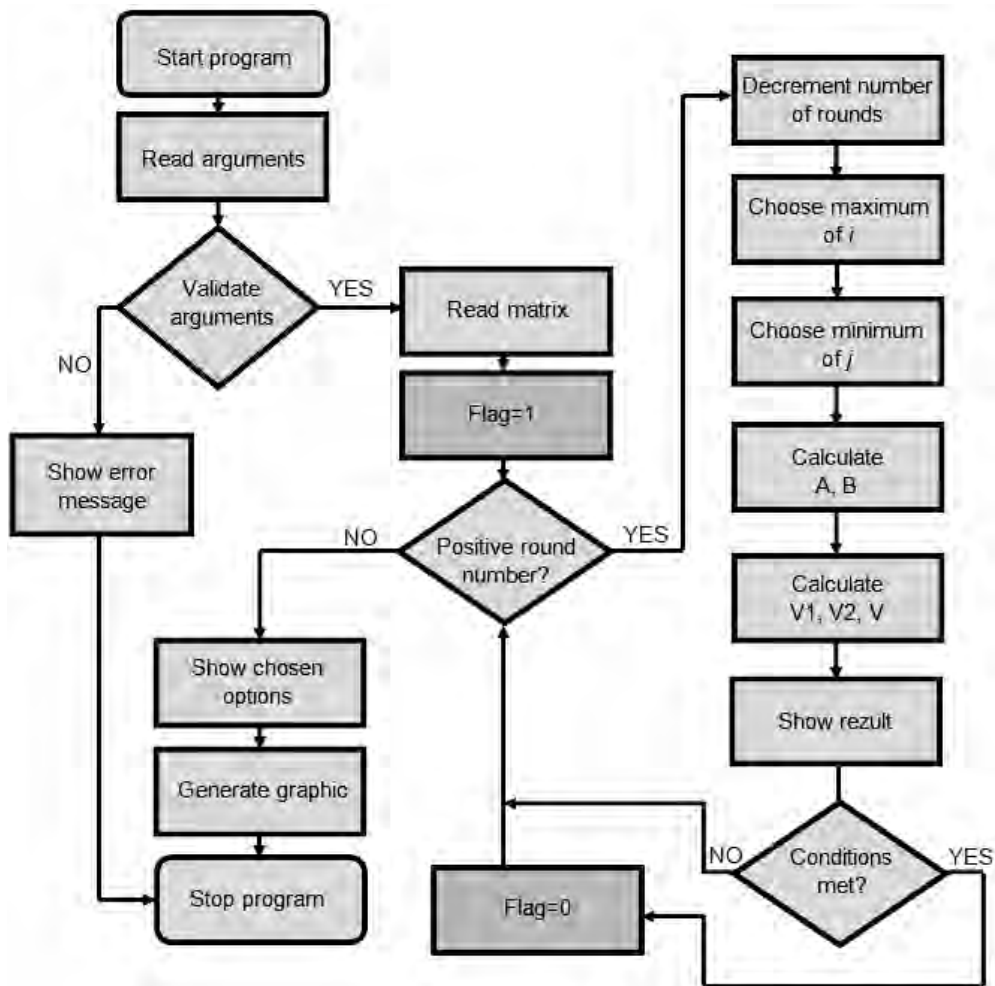 Start program
Read arguments
Validate
arguments
YES
NO
Show error
message
Read matrix
Flag=1
Positive round
number?
NO
YES
Show chosen
options
Generate graphic
Stop program
Decrement number
of rounds
Choose maximum
of i
Choose minimum
of j
Calculate
A, B
Calculate
V1, V2, V
Show rezult
Conditions
met?
NO
YES
Flag=0